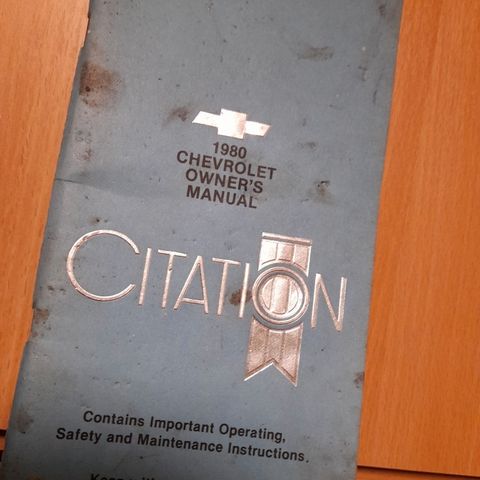 1980
CHEVROLET
OWNER'S
MANUAL
CITATION
Contains Important Operating,
Safety and Maintenance Instructions.